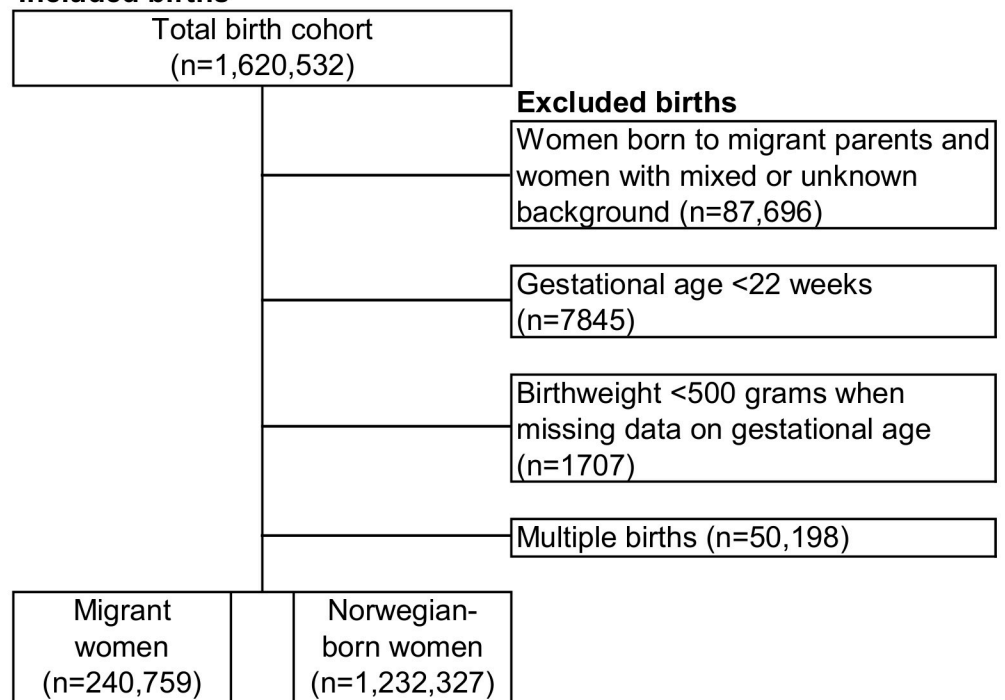 Included births
Total birth cohort
(n=1,620,532)
Excluded births
Women born to migrant parents and
women with mixed or unknown
background (n=87,696)
Gestational age <22 weeks
(n=7845)
Birthweight <500 grams when
missing data on gestational age
(n=1707)
Multiple births (n=50,198)
Migrant
women
(n=240,759)
Norwegian-
born women
(n=1,232,327)